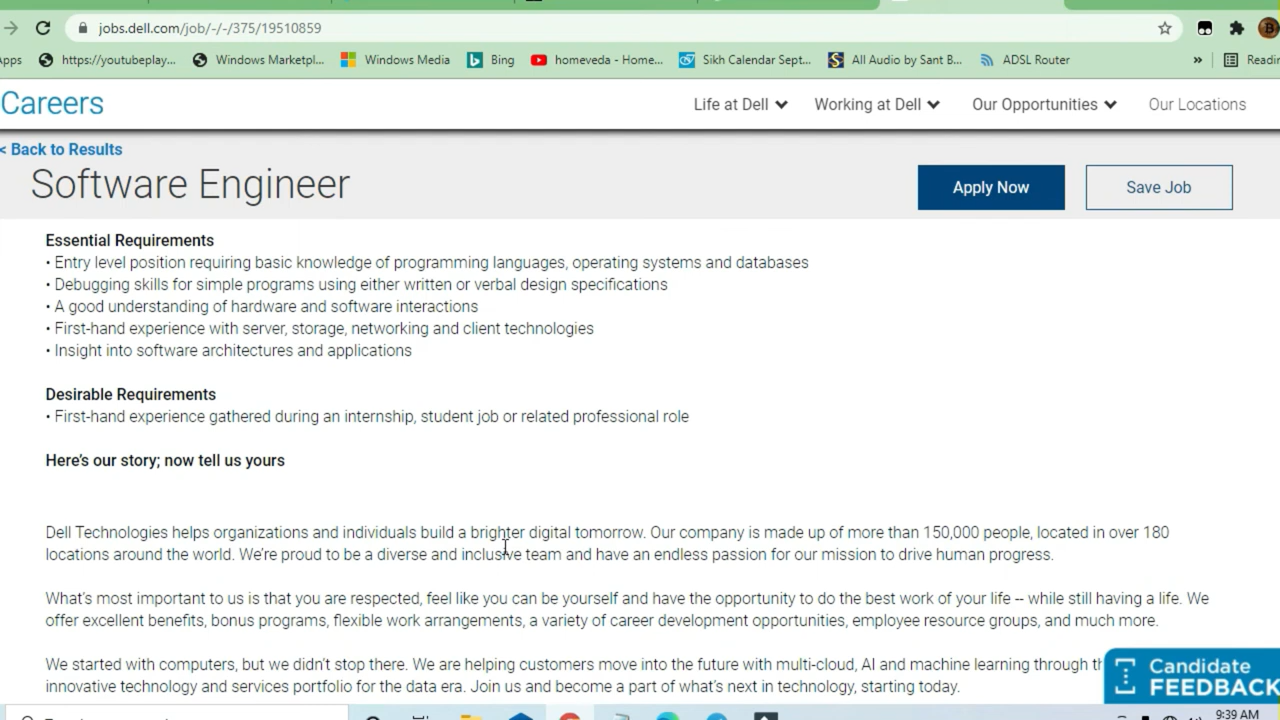 jobs.dell.com/job/-/-/375/19510859
https://youtubeplay... Windows Marketpl... Windows Media Bing homeveda - Home... Sikh Calendar Sept... All Audio by Sant B... ADSL Router »
Careers
Life at Dell Working at Dell Our Opportunities Our Locations
< Back to Results
Software Engineer
Apply Now
Save Job
Essential Requirements
• Entry level position requiring basic knowledge of programming languages, operating systems and databases
• Debugging skills for simple programs using either written or verbal design specifications
• A good understanding of hardware and software interactions
• First-hand experience with server, storage, networking and client technologies
• Insight into software architectures and applications
Desirable Requirements
• First-hand experience gathered during an internship, student job or related professional role
Here's our story; now tell us yours
Dell Technologies helps organizations and individuals build a brighter digital tomorrow. Our company is made up of more than 150,000 people, located in over 180
locations around the world. We're proud to be a diverse and inclusive team and have an endless passion for our mission to drive human progress.
What's most important to us is that you are respected, feel like you can be yourself and have the opportunity to do the best work of your life -- while still having a life. We
offer excellent benefits, bonus programs, flexible work arrangements, a variety of career development opportunities, employee resource groups, and much more.
We started with computers, but we didn't stop there. We are helping customers move into the future with multi-cloud, AI and machine learning through
innovative technology and services portfolio for the data era. Join us and become a part of what's next in technology, starting today.
Candidate
FEEDBACK
9:39 AM